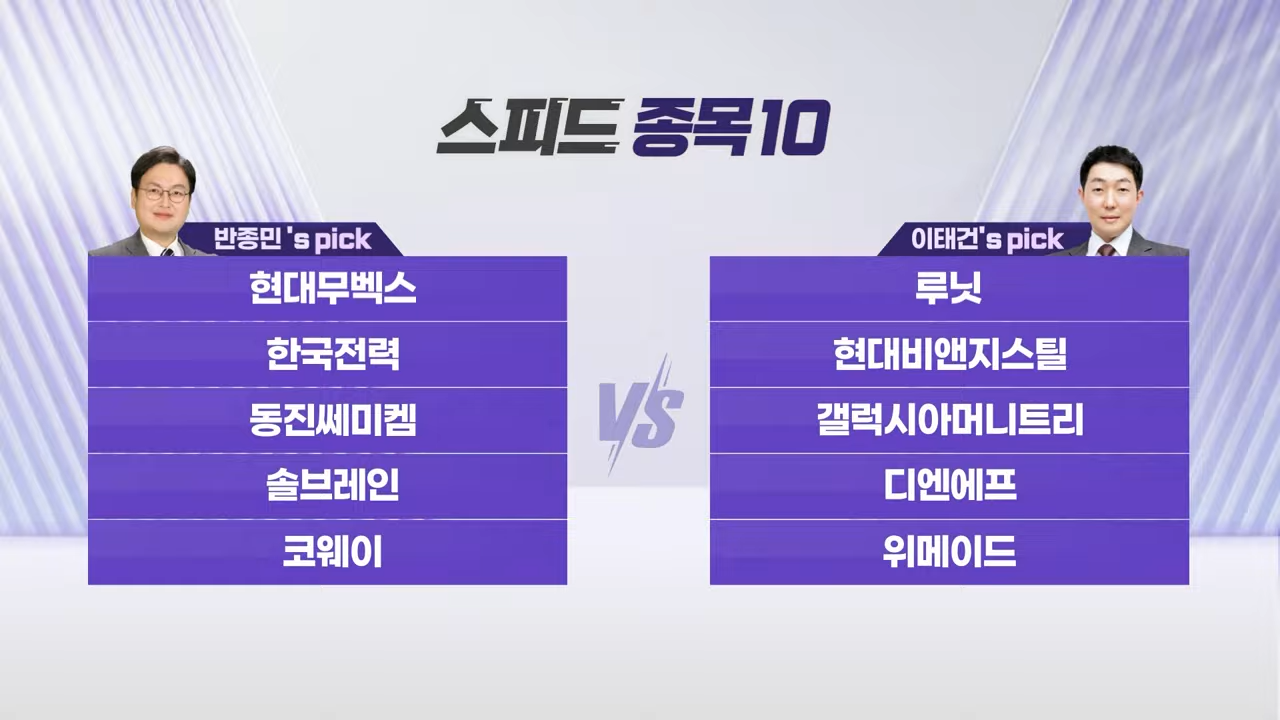 스피드 종목10
반종민 's pick
현대무벡스
한국전력
동진쎄미켐
솔브레인
코웨이
VS
이태건's pick
루닛
현대비앤지스틸
갤럭시아머니트리
디엔에프
위메이드